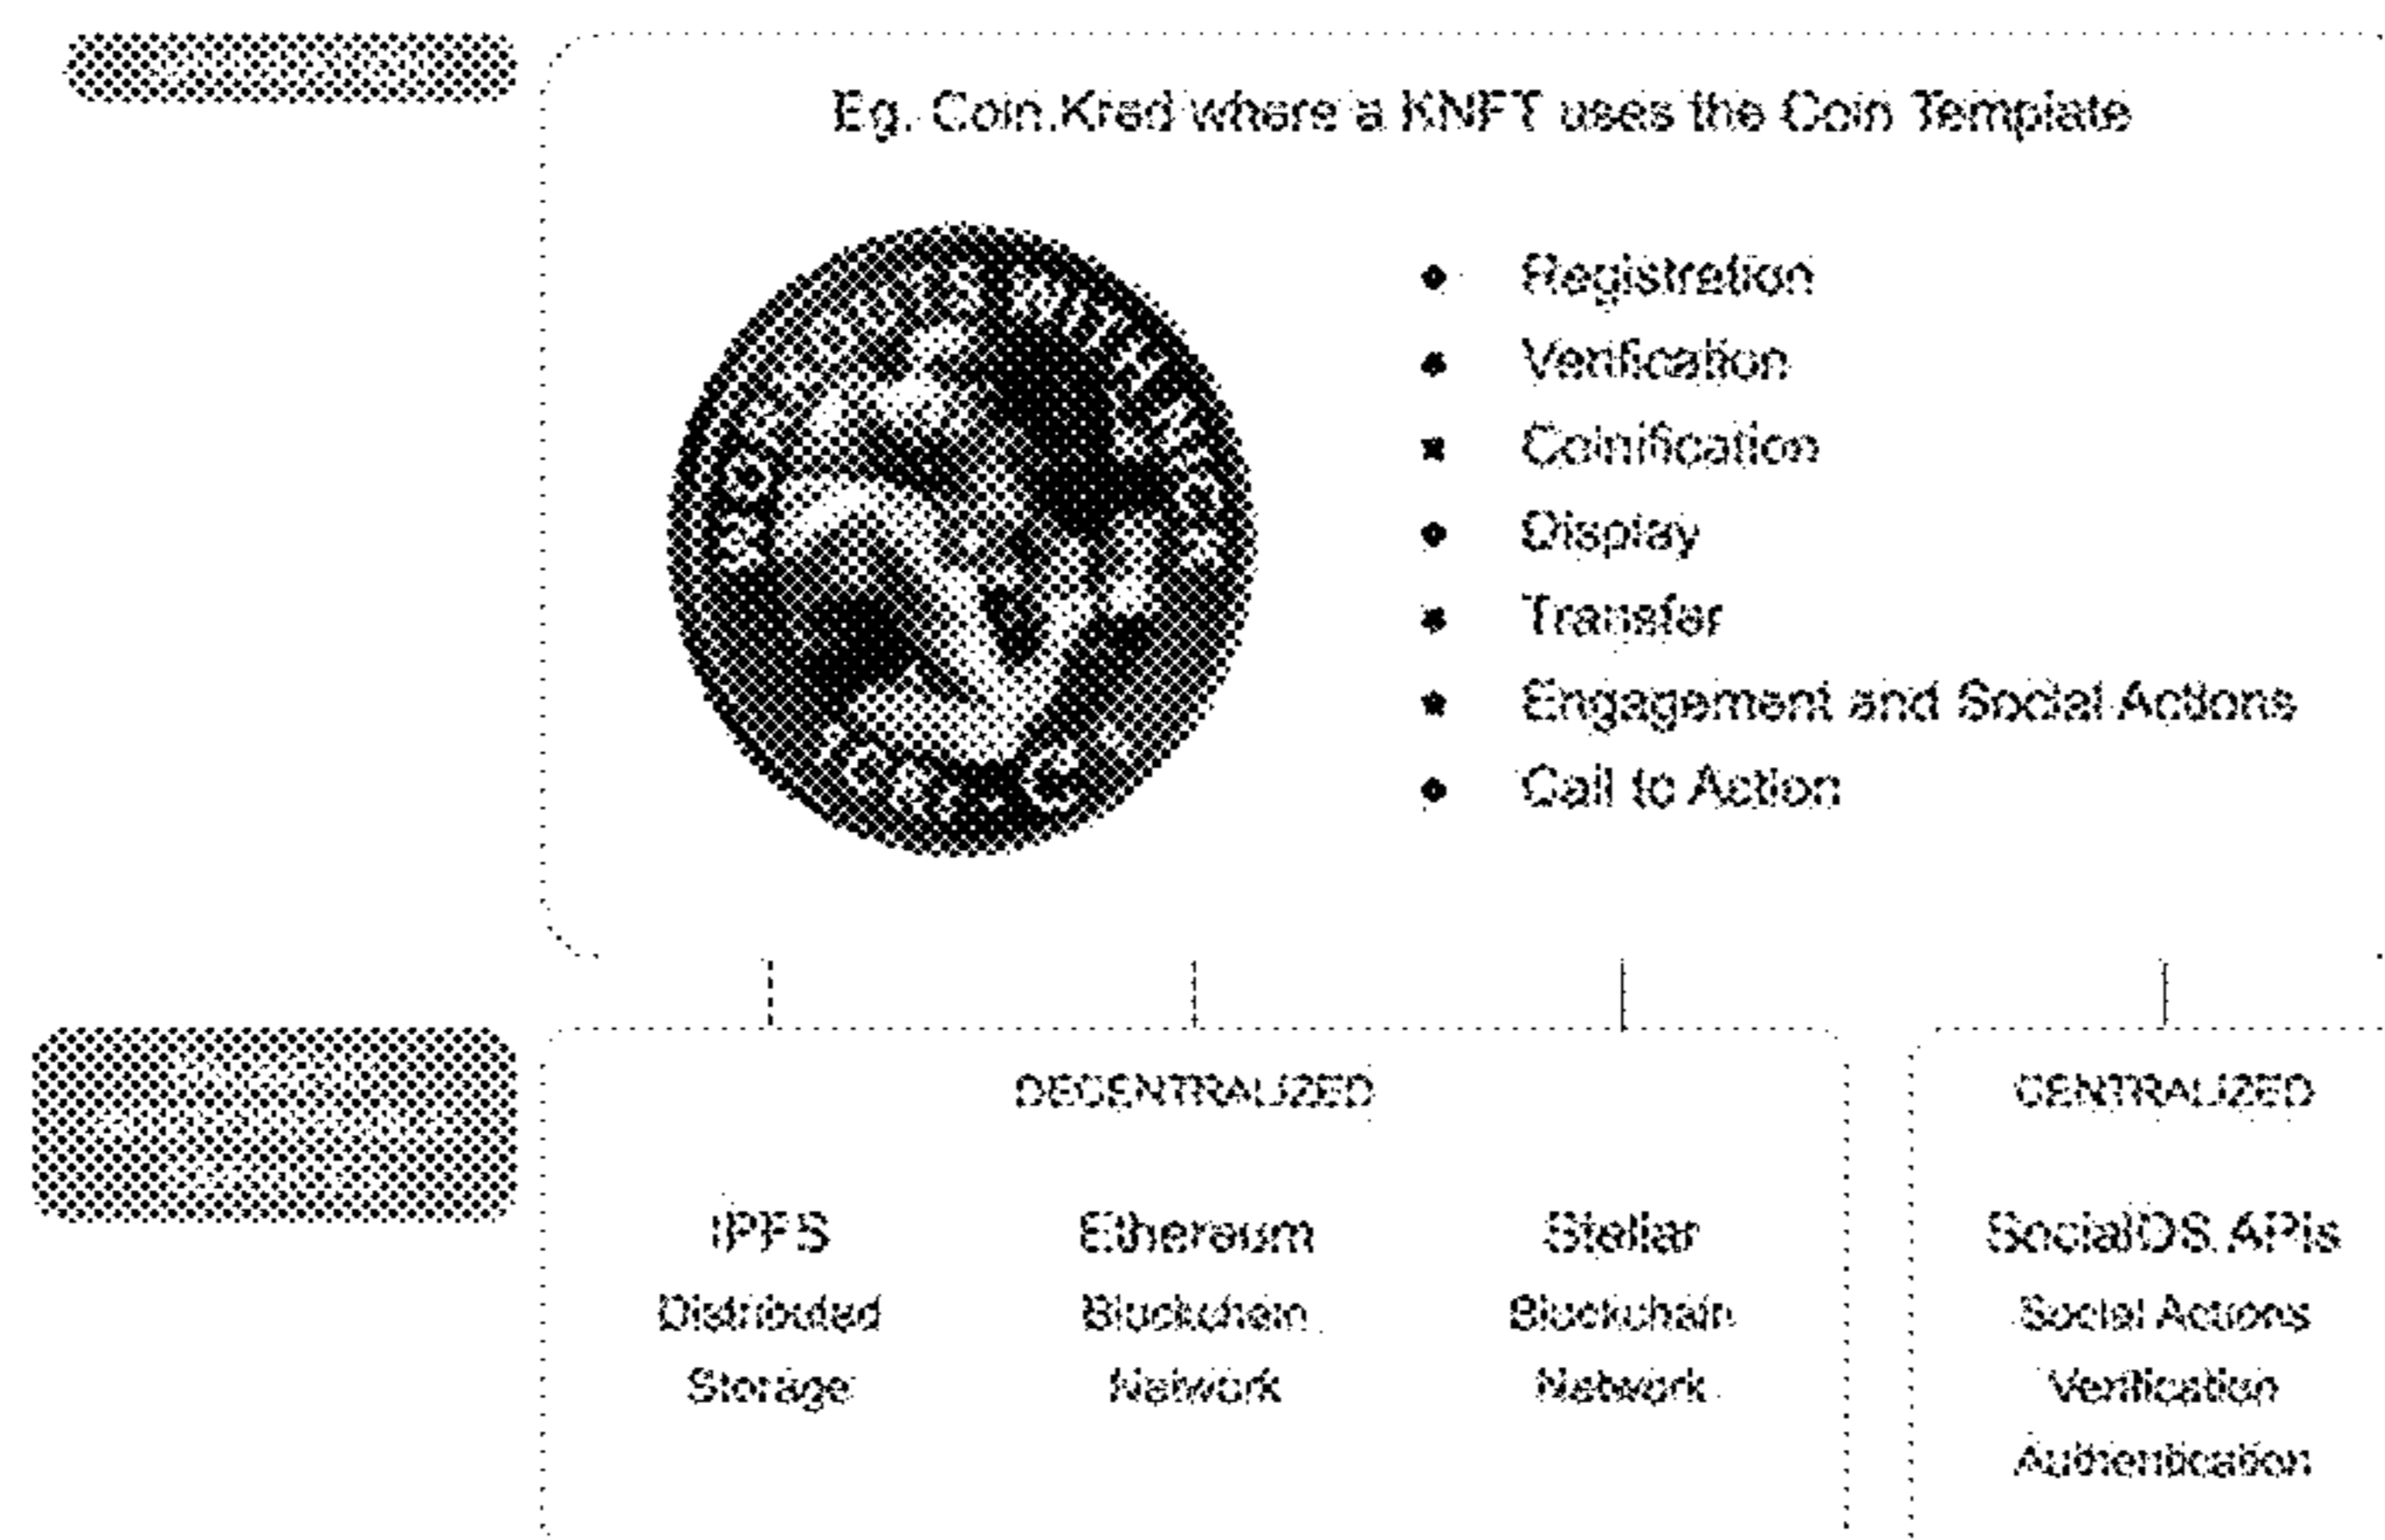 Eg. Coin.Kred where a KNFT uses the Coin Template
Registration
Verification
Coinification
Display
Transfer
Engagement and Social Actions
Call to Action
DECENTRALIZED
CENTRALIZED
IPFS
Distributed
Storage
Ethereum
Blockchain
Network
Stellar
Blockchain
Network
SocialOS APIs
Social Actions
Verification
Authentication